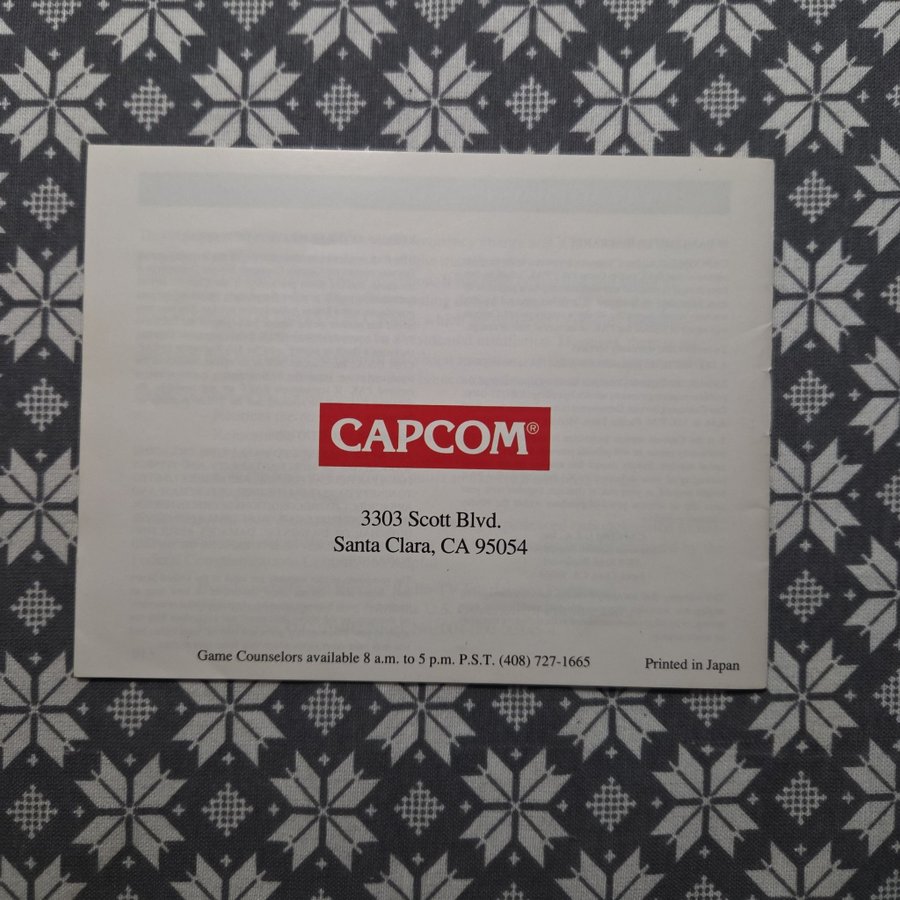 CAPCOM®
3303 Scott Blvd.
Santa Clara, CA 95054
Game Counselors available 8 a.m. to 5 p.m. P.S.T. (408) 727-1665
Printed in Japan